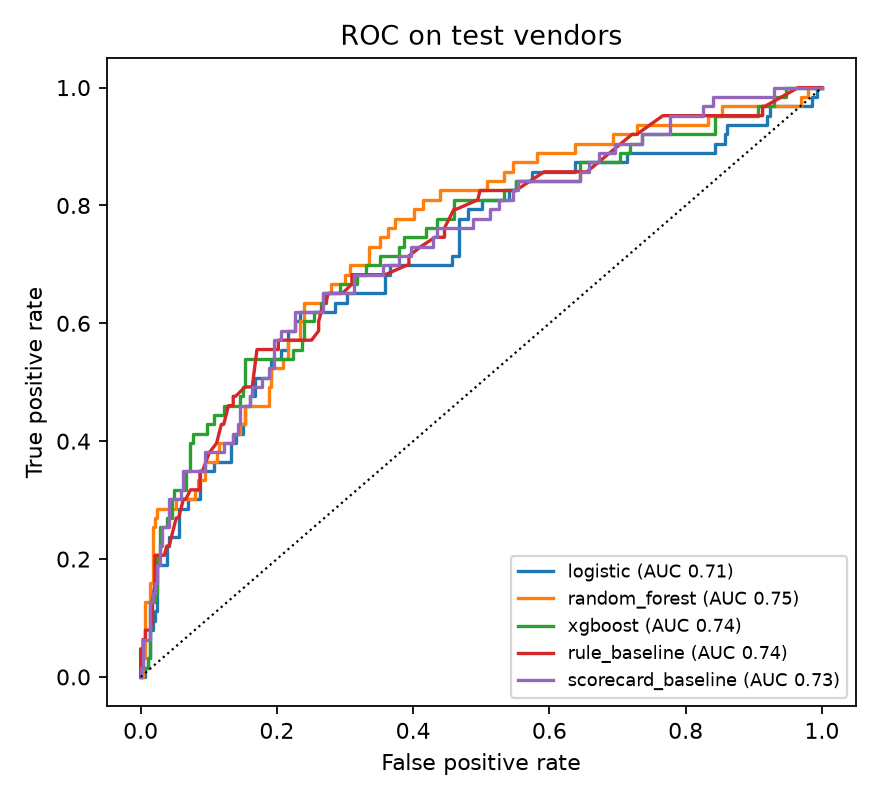 ROC on test vendors
1.0
0.8
0.6
0.4
0.2
0.0
True positive rate
logistic (AUC 0.71)
random_forest (AUC 0.75)
xgboost (AUC 0.74)
rule_baseline (AUC 0.74)
scorecard_baseline (AUC 0.73)
0.0 0.2 0.4 0.6 0.8 1.0
False positive rate